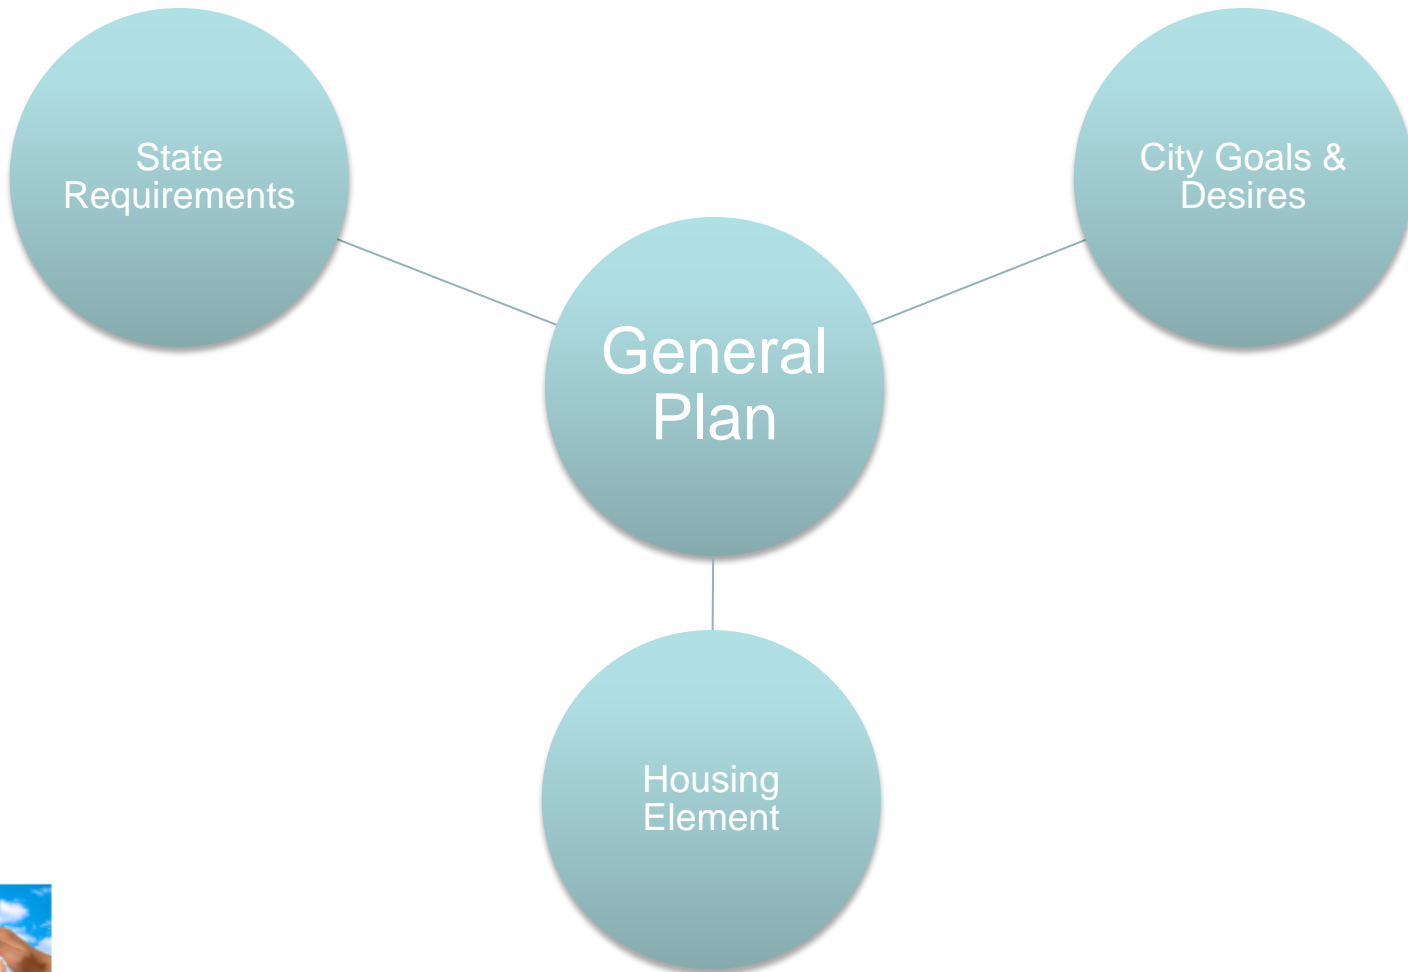 State
Requirements
City Goals &
Desires
General
Plan
Housing
Element